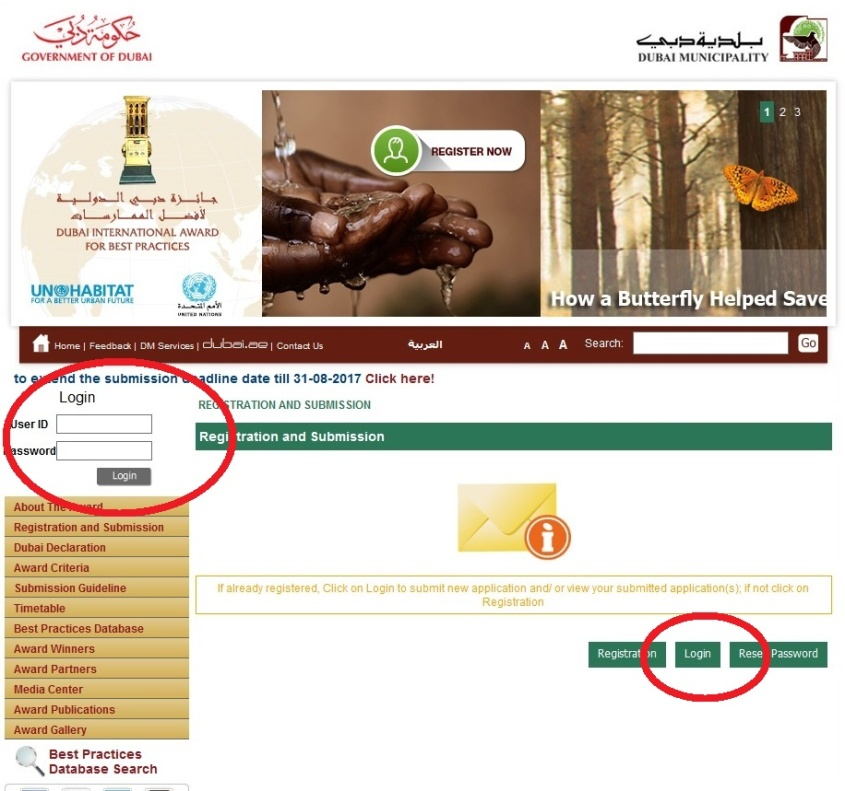 حكومة دبي
GOVERNMENT OF DUBAI
بلدية دبي
DUBAI MUNICIPALITY
1 2 3
REGISTER NOW
جائزة دبي الدولية
لأفضل الممارسات
DUBAI INTERNATIONAL AWARD
FOR BEST PRACTICES
UN HABITAT
FOR A BETTER URBAN FUTURE
الأمم المتحدة
UNITED NATIONS
How a Butterfly Helped Save
Home | Feedback | DM Services | dubai.ae | Contact Us العربية A A A Search: Go
to extend the submission deadline date till 31-08-2017 Click here!
Login
User ID
Password
Login
REGISTRATION AND SUBMISSION
Registration and Submission
If already registered, Click on Login to submit new application and/ or view your submitted application(s); if not click on
Registration
Registration Login Reset Password
About The Award
Registration and Submission
Dubai Declaration
Award Criteria
Submission Guideline
Timetable
Best Practices Database
Award Winners
Award Partners
Media Center
Award Publications
Award Gallery
Best Practices
Database Search